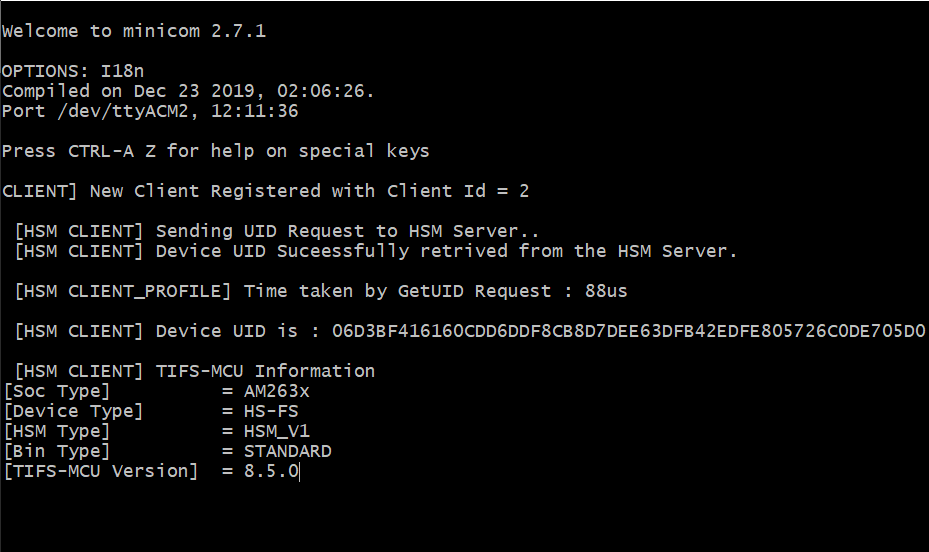 Welcome to minicom 2.7.1
OPTIONS: I18n
Compiled on Dec 23 2019, 02:06:26.
Port /dev/ttyACM2, 12:11:36
Press CTRL-A Z for help on special keys
CLIENT] New Client Registered with Client Id = 2
[HSM CLIENT] Sending UID Request to HSM Server..
[HSM CLIENT] Device UID Suceessfully retrived from the HSM Server.
[HSM CLIENT_PROFILE] Time taken by GetUID Request : 88us
[HSM CLIENT] Device UID is : 06D3BF416160CDD6DDF8CB8D7DEE63DFB42EDFE805726C0DE705D0
[HSM CLIENT] TIFS-MCU Information
[Soc Type] = AM263x
[Device Type] = HS-FS
[HSM Type] = HSM_V1
[Bin Type] = STANDARD
[TIFS-MCU Version] = 8.5.0